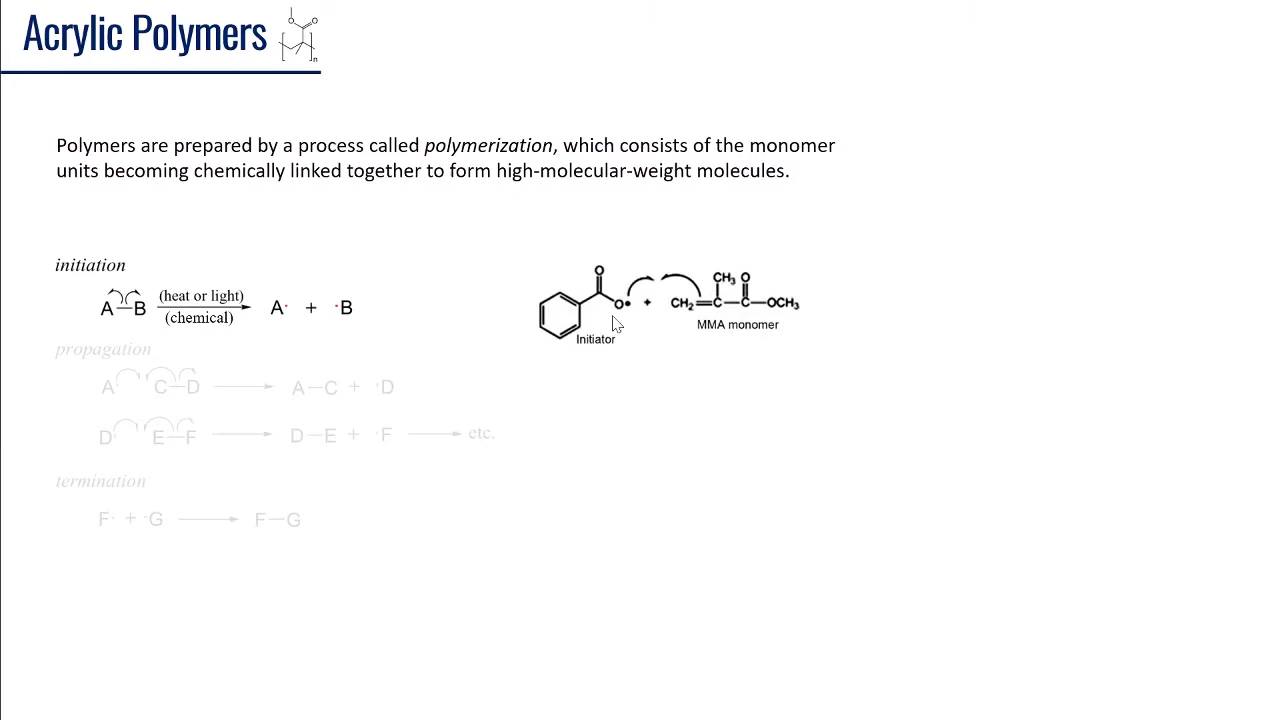 Acrylic Polymers
O O
n
Polymers are prepared by a process called polymerization, which consists of the monomer
units becoming chemically linked together to form high-molecular-weight molecules.
initiation
A—B (heat or light) (chemical) A· + ·B
O
O• + CH2=C—C—OCH3
CH3 O
Initiator
MMA monomer
propagation
A· C—D A—C + ·D
D· E—F D—E + ·F etc.
termination
F· + ·G F—G